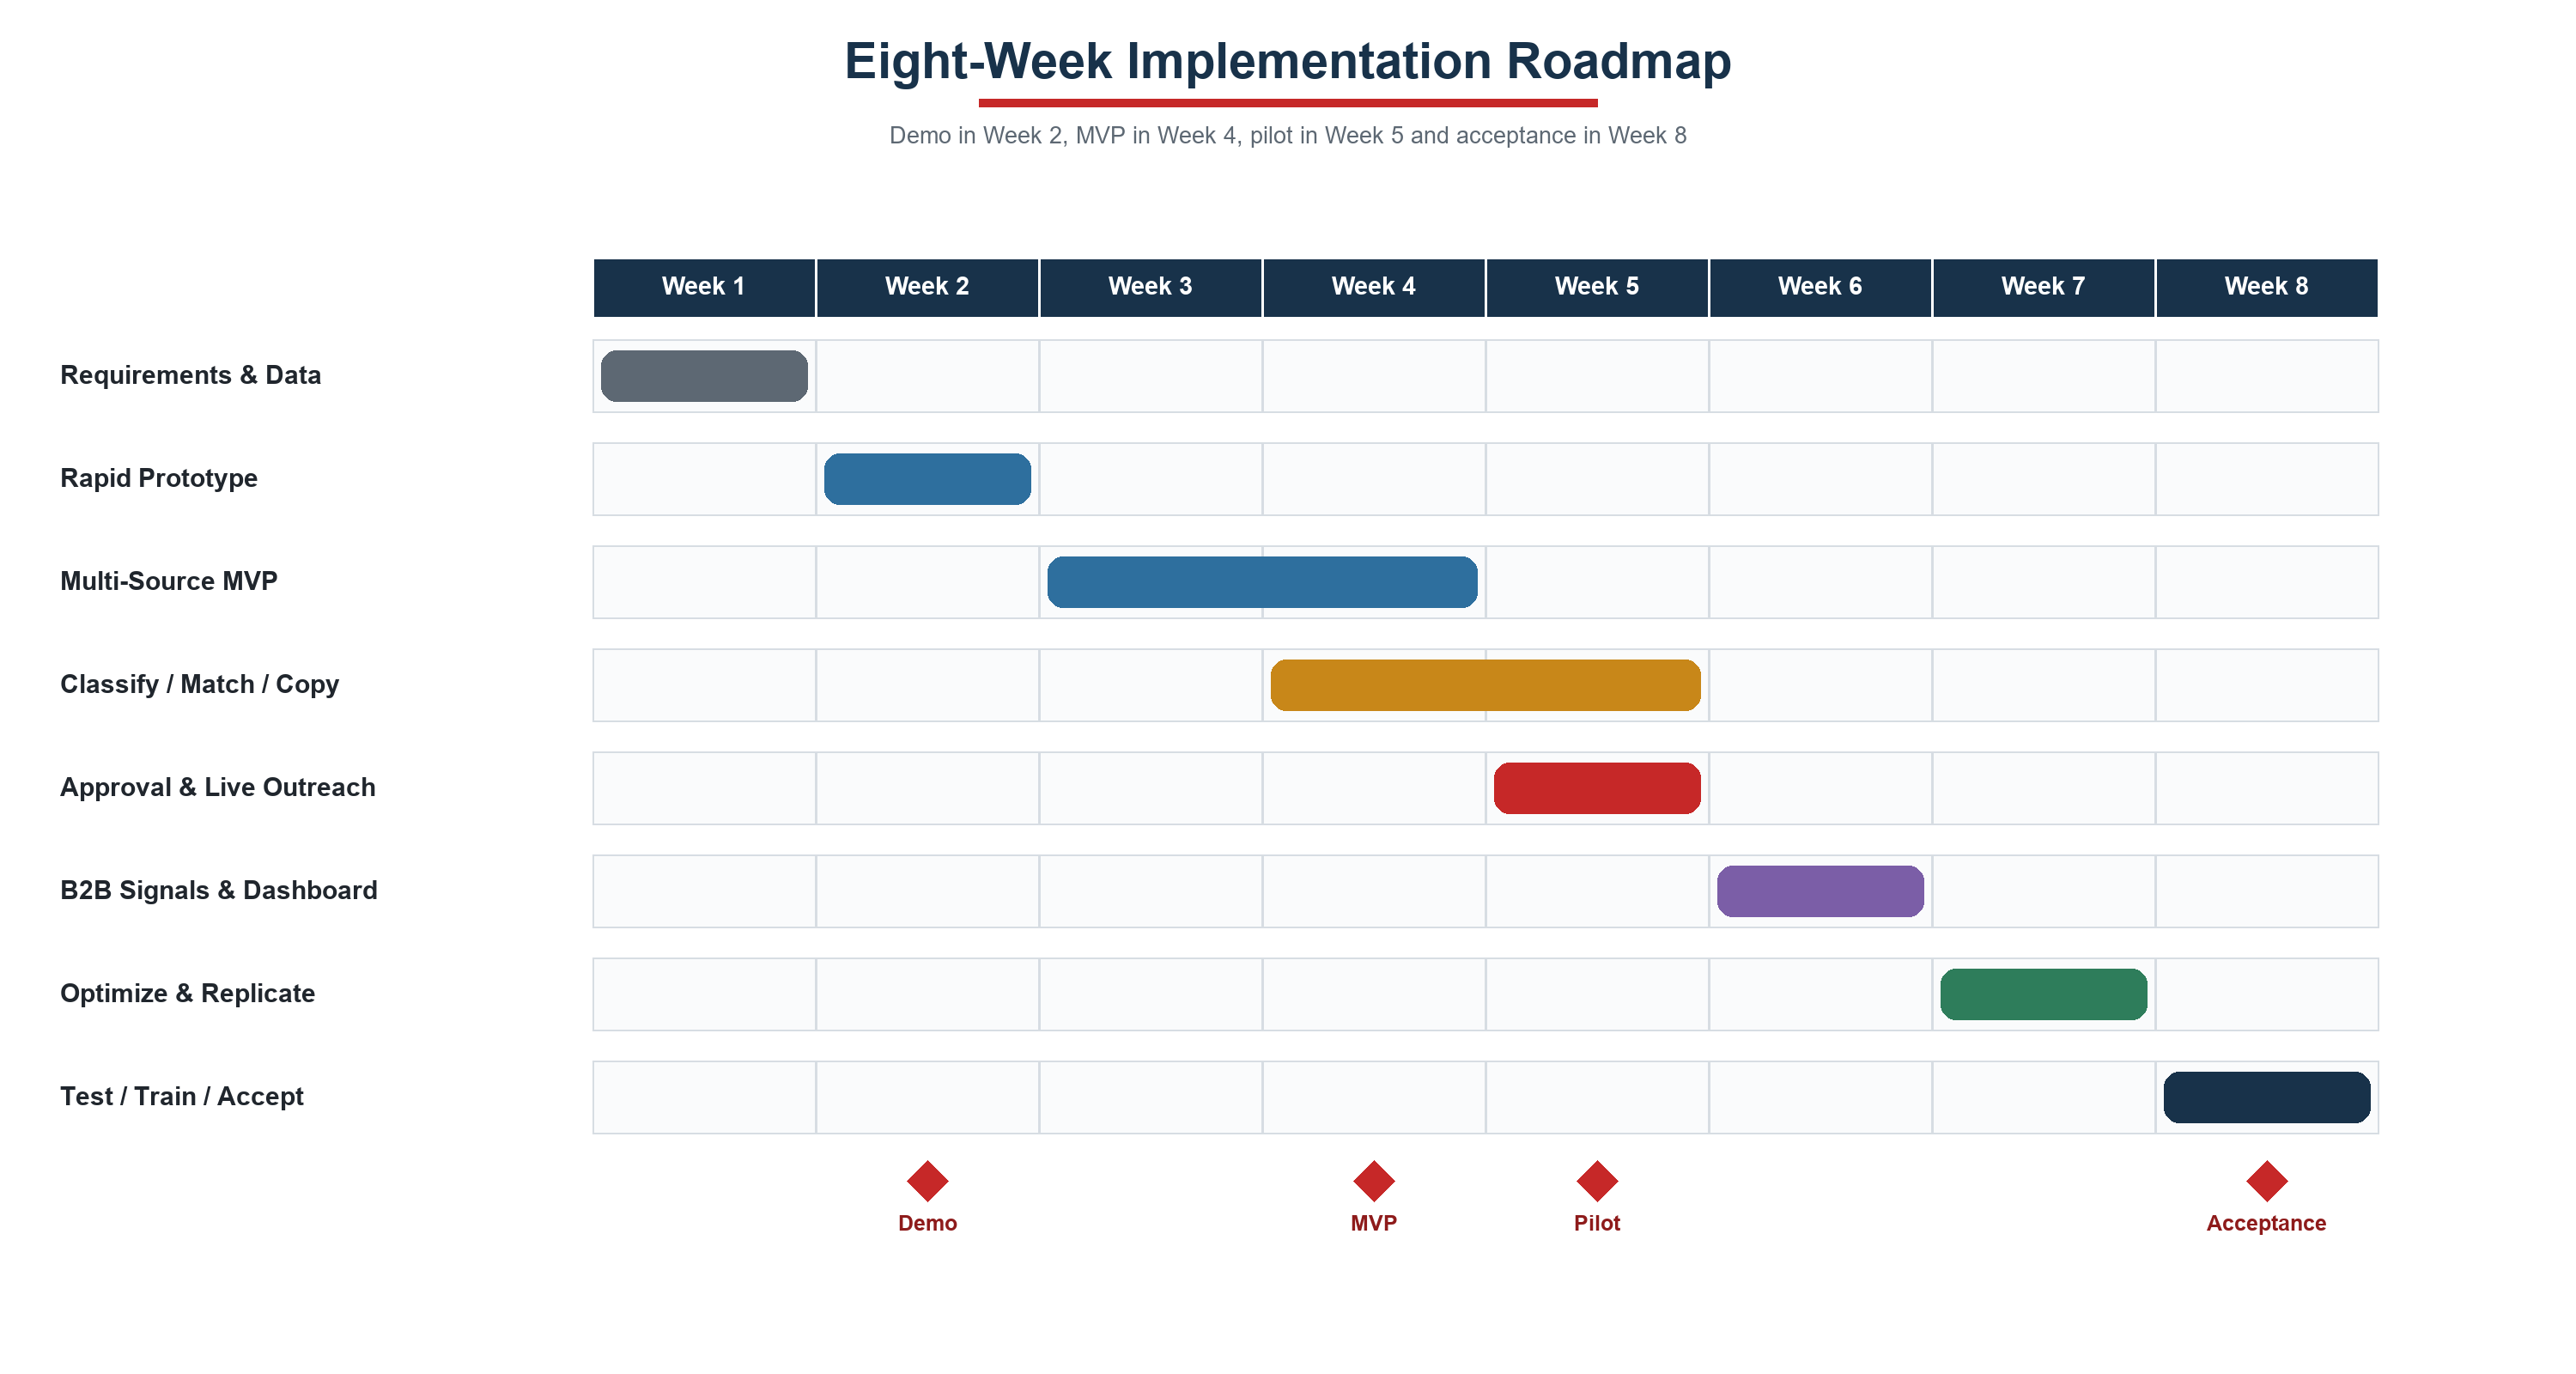 Eight-Week Implementation Roadmap
Demo in Week 2, MVP in Week 4, pilot in Week 5 and acceptance in Week 8
Week 1 Week 2 Week 3 Week 4 Week 5 Week 6 Week 7 Week 8
Requirements & Data
Rapid Prototype
Multi-Source MVP
Classify / Match / Copy
Approval & Live Outreach
B2B Signals & Dashboard
Optimize & Replicate
Test / Train / Accept
Demo MVP Pilot Acceptance